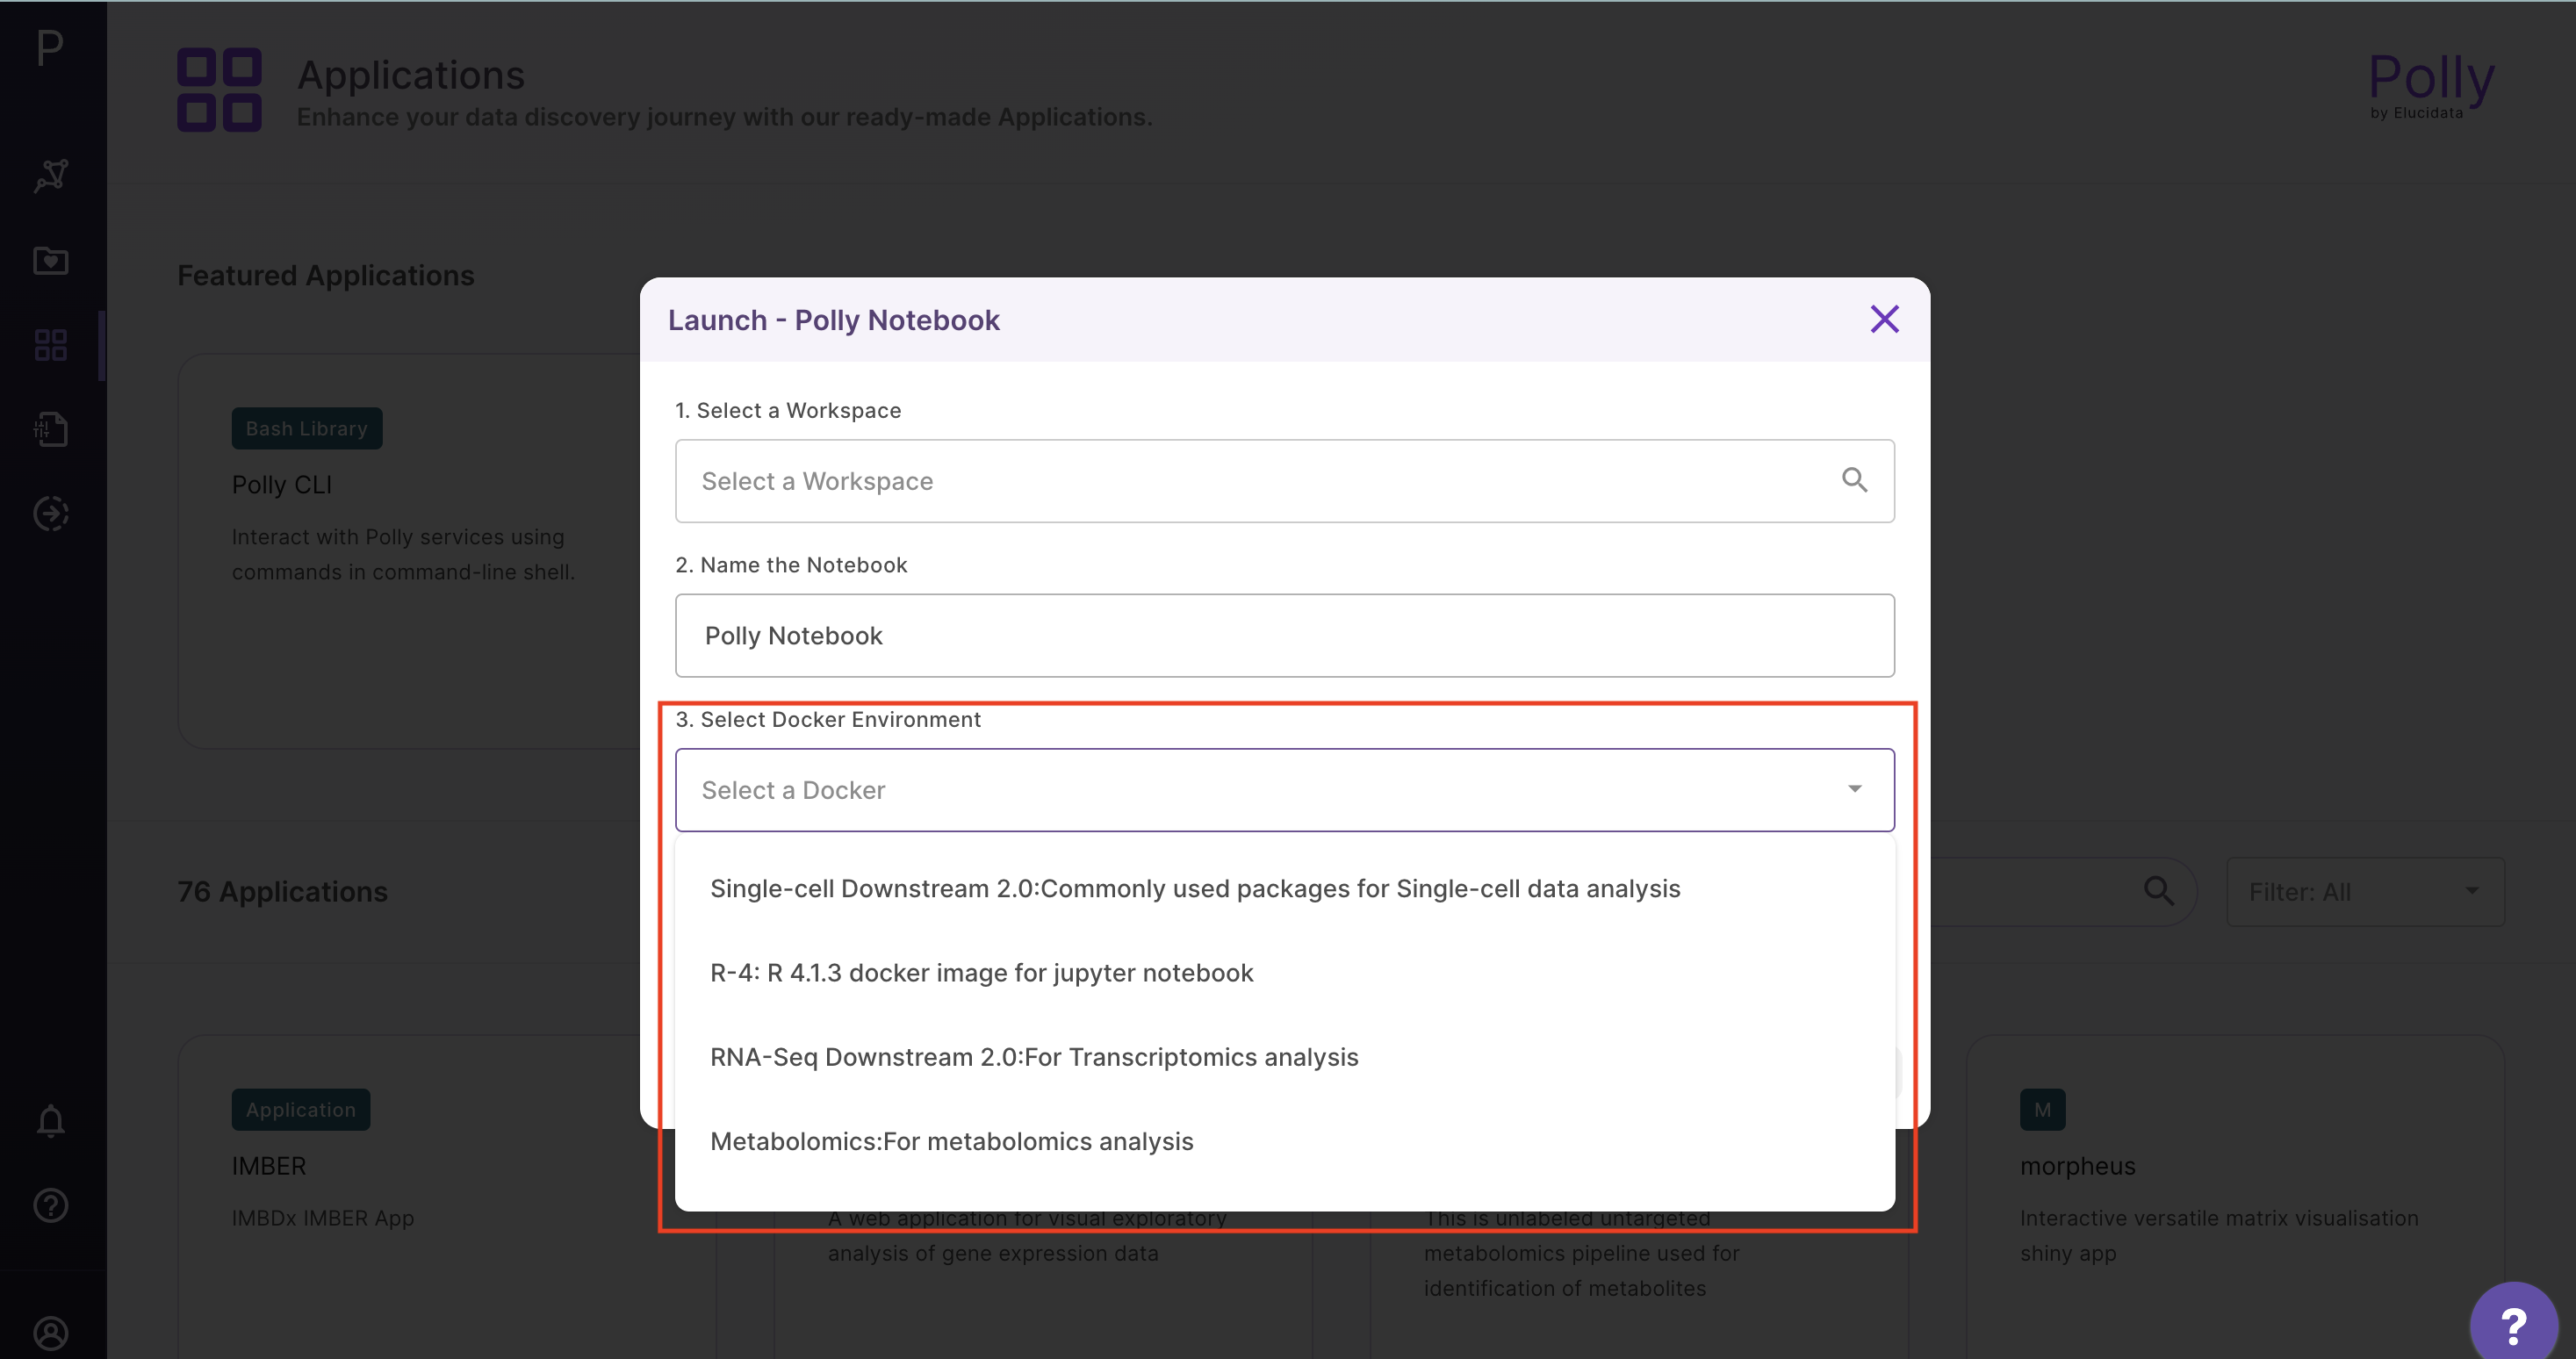 P
Applications
Enhance your data discovery journey with our ready-made Applications.
Polly
by Elucidata
Featured Applications
Bash Library
Polly CLI
Interact with Polly services using
commands in command-line shell.
Launch - Polly Notebook
1. Select a Workspace
Select a Workspace
2. Name the Notebook
Polly Notebook
3. Select Docker Environment
Select a Docker
Single-cell Downstream 2.0:Commonly used packages for Single-cell data analysis
R-4: R 4.1.3 docker image for jupyter notebook
RNA-Seq Downstream 2.0:For Transcriptomics analysis
Metabolomics:For metabolomics analysis
76 Applications
Filter: All
Application
IMBER
IMBDx IMBER App
A web application for visual exploratory
analysis of gene expression data
This is unlabeled untargeted
metabolomics pipeline used for
identification of metabolites
M
morpheus
Interactive versatile matrix visualisation
shiny app
?